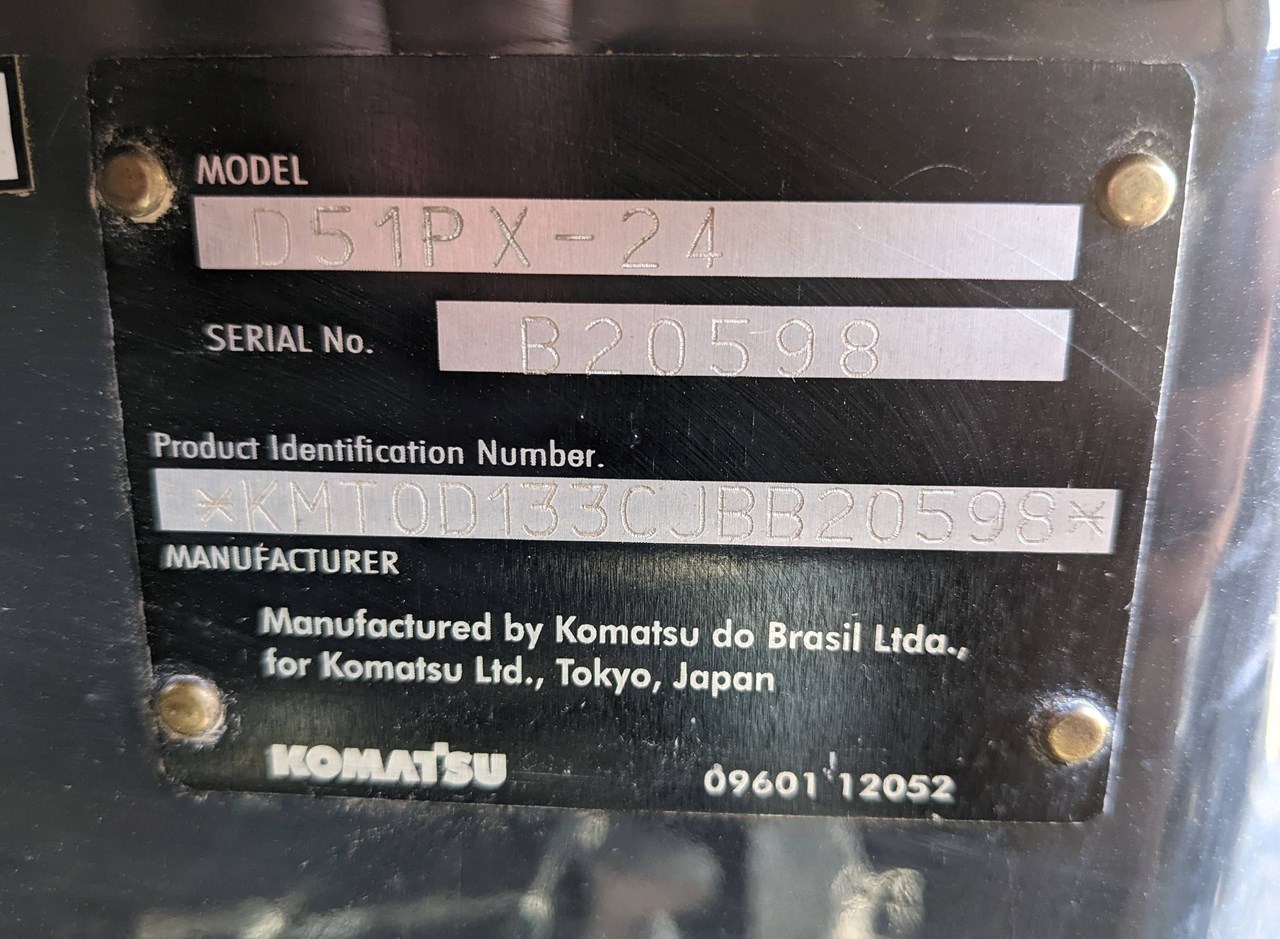 MODEL
D51PX-24
SERIAL No. B20598
Product Identification Number.
*KMT0D133CJBB20598*
MANUFACTURER
Manufactured by Komatsu do Brasil Ltda.,
for Komatsu Ltd., Tokyo, Japan
KOMATSU 09601 12052